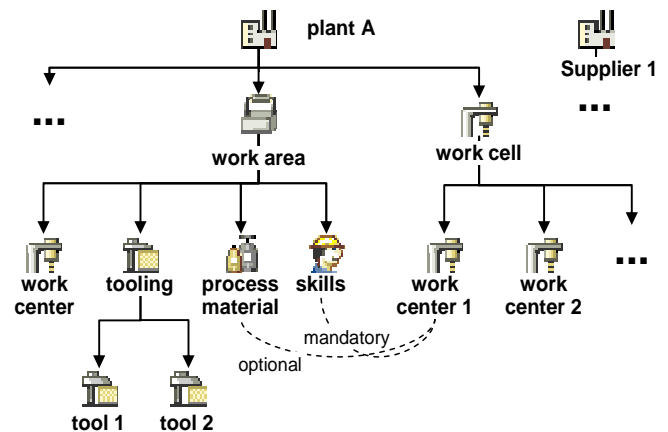 plant A
Supplier 1
...
...
work area
work cell
...
work
center
tooling
process
material
skills
work
center 1
work
center 2
mandatory
optional
tool 1
tool 2